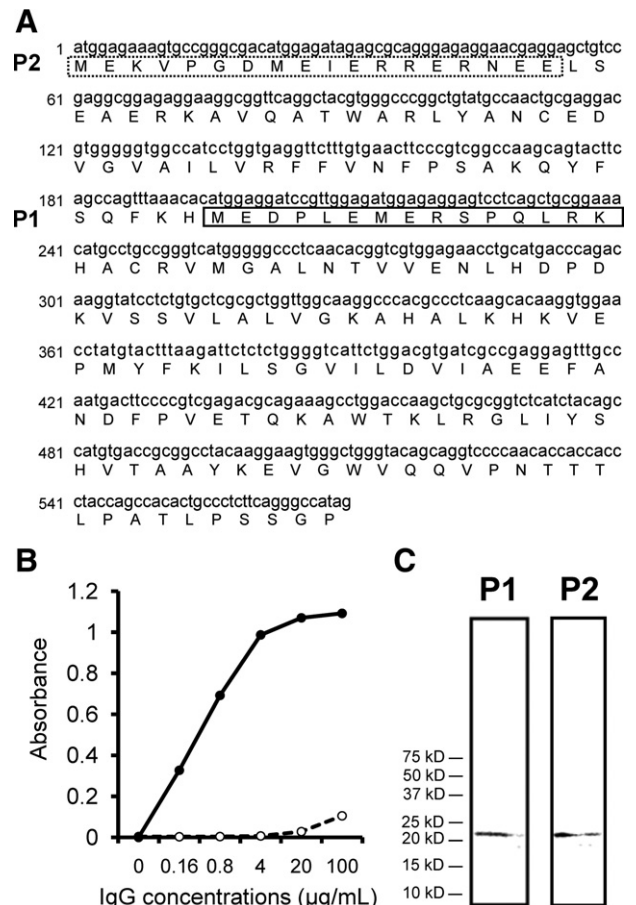 A
1 atggagaaagtgccgggcgacatggagatagagcgcagggagaggaacgaggagctgtcc
P2 M E K V P G D M E I E R R E R N E E L S
61 gaggcggagaggaaggcggttcaggctacgtgggcccggctgtatgccaactgcgaggac
E A E R K A V Q A T W A R L Y A N C E D
121 gtgggggtggccatcctggtgaggttctttgtgaacttcccgtcggccaagcagtacttc
V G V A I L V R F F V N F P S A K Q Y F
181 agccagtttaaacacatggaggatccgttggagatggagaggagtcctcagctgcggaaa
P1 S Q F K H M E D P L E M E R S P Q L R K
241 catgcctgccgggtcatgggggccctcaacacggtcgtggagaacctgcatgacccagac
H A C R V M G A L N T V V E N L H D P D
301 aaggtatcctctgtgctcgcgctggttggcaaggcccacgccctcaagcacaaggtggaa
K V S S V L A L V G K A H A L K H K V E
361 cctatgtactttaagattctctctggggtcattctggacgtgatcgccgaggagtttgcc
P M Y F K I L S G V I L D V I A E E F A
421 aatgacttccccgtcgagacgcagaaagcctggaccaagctgcgcggtctcatctacagc
N D F P V E T Q K A W T K L R G L I Y S
481 catgtgaccgcggcctacaaggaagtgggctgggtacagcaggtccccaacaccaccacc
H V T A A Y K E V G W V Q Q V P N T T T
541 ctaccagccacactgccctcttcagggccatag
L P A T L P S S G P
B
Absorbance
1.2
1
0.8
0.6
0.4
0.2
0
0 0.16 0.8 4 20 100
IgG concentrations (µg/mL)
C
P1 P2
75 kD
50 kD
37 kD
25 kD
20 kD
15 kD
10 kD